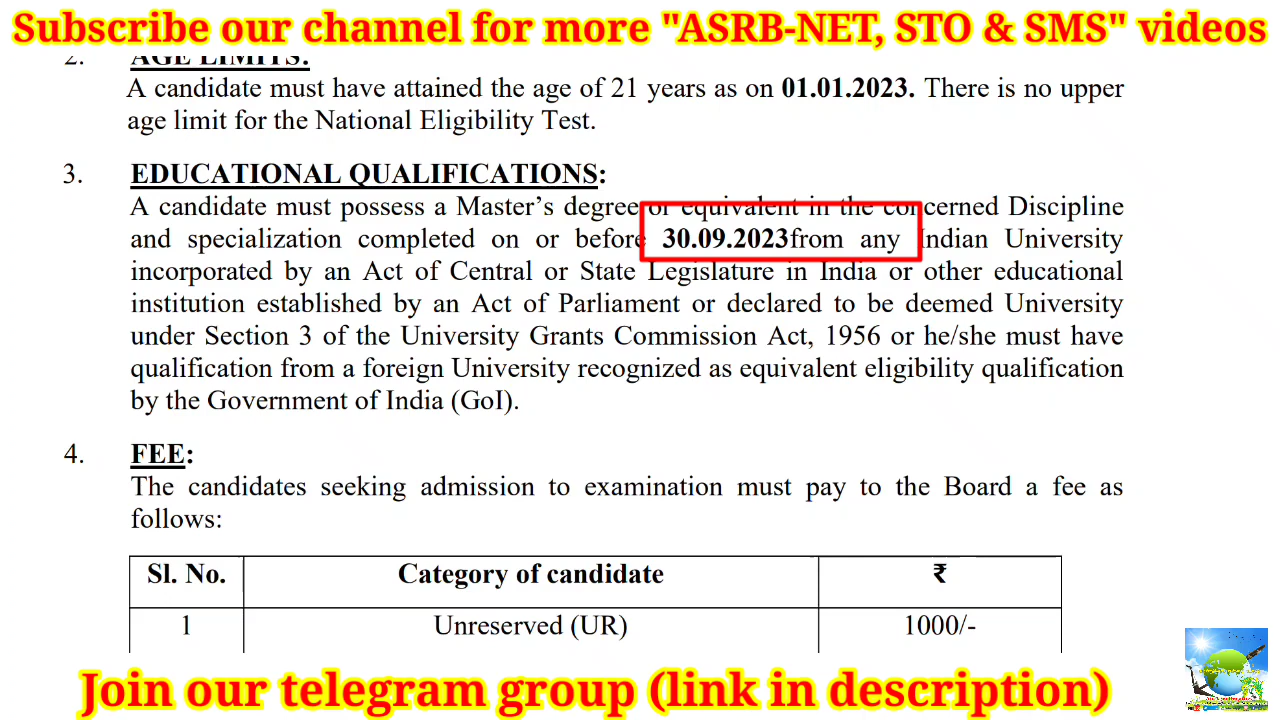 Subscribe our channel for more "ASRB-NET, STO & SMS" videos
2. AGE LIMITS:
A candidate must have attained the age of 21 years as on 01.01.2023. There is no upper
age limit for the National Eligibility Test.
3. EDUCATIONAL QUALIFICATIONS:
A candidate must possess a Master's degree or equivalent in the concerned Discipline
and specialization completed on or before 30.09.2023from any Indian University
incorporated by an Act of Central or State Legislature in India or other educational
institution established by an Act of Parliament or declared to be deemed University
under Section 3 of the University Grants Commission Act, 1956 or he/she must have
qualification from a foreign University recognized as equivalent eligibility qualification
by the Government of India (GoI).
4. FEE:
The candidates seeking admission to examination must pay to the Board a fee as
follows:
Sl. No. Category of candidate ₹
1 Unreserved (UR) 1000/-
Join our telegram group (link in description)